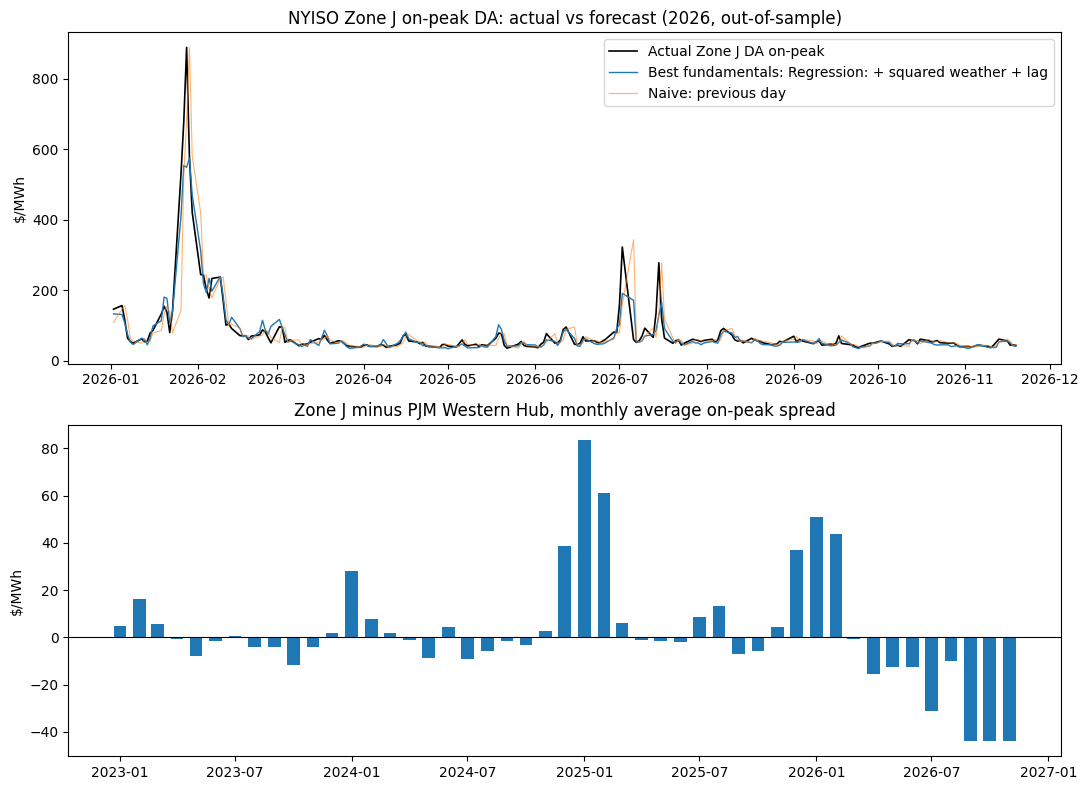 NYISO Zone J on-peak DA: actual vs forecast (2026, out-of-sample)
Actual Zone J DA on-peak
Best fundamentals: Regression: + squared weather + lag
Naive: previous day
$/MWh
800
600
400
200
0
2026-01 2026-02 2026-03 2026-04 2026-05 2026-06 2026-07 2026-08 2026-09 2026-10 2026-11 2026-12
Zone J minus PJM Western Hub, monthly average on-peak spread
$/MWh
80
60
40
20
0
−20
−40
2023-01 2023-07 2024-01 2024-07 2025-01 2025-07 2026-01 2026-07 2027-01